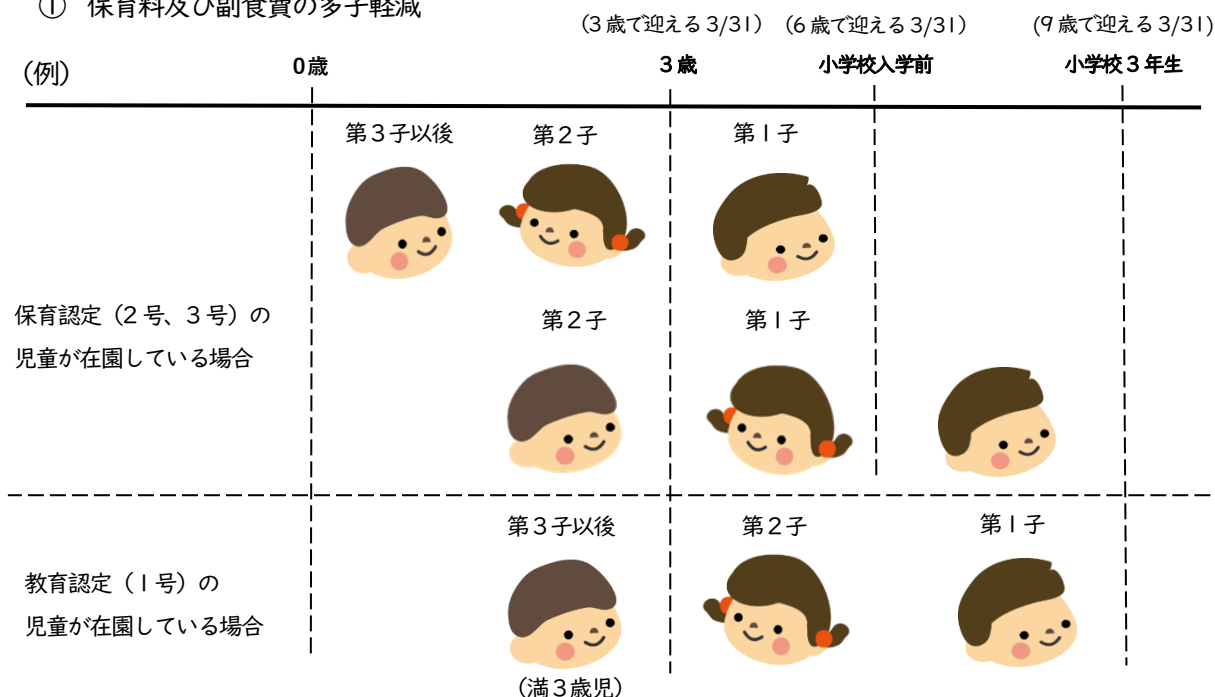 ① 保育料及び副食費の多子軽減
(3歳で迎える3/31) (6歳で迎える3/31) (9歳で迎える3/31)
(例) 0歳 3歳 小学校入学前 小学校3年生
第3子以後 第2子 第1子
保育認定(2号、3号)の
児童が在園している場合
第2子 第1子
第3子以後 第2子 第1子
教育認定(1号)の
児童が在園している場合
(満3歳児)